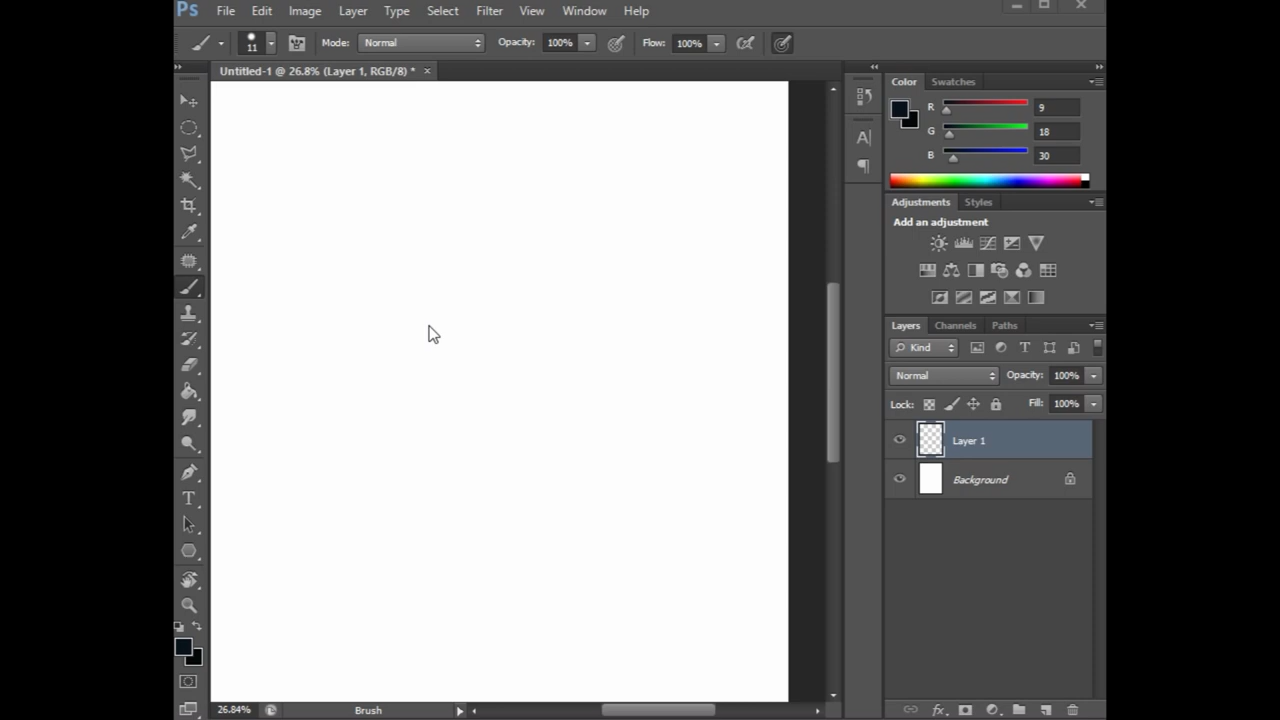 Ps File Edit Image Layer Type Select Filter View Window Help
11 Mode: Normal Opacity: 100% Flow: 100%
Untitled-1 @ 26.8% (Layer 1, RGB/8) * ×
Color Swatches
R 9
G 18
B 30
Adjustments Styles
Add an adjustment
Layers Channels Paths
Kind T
Normal Opacity: 100%
Lock: Fill: 100%
Layer 1
Background
fx
26.84% Brush